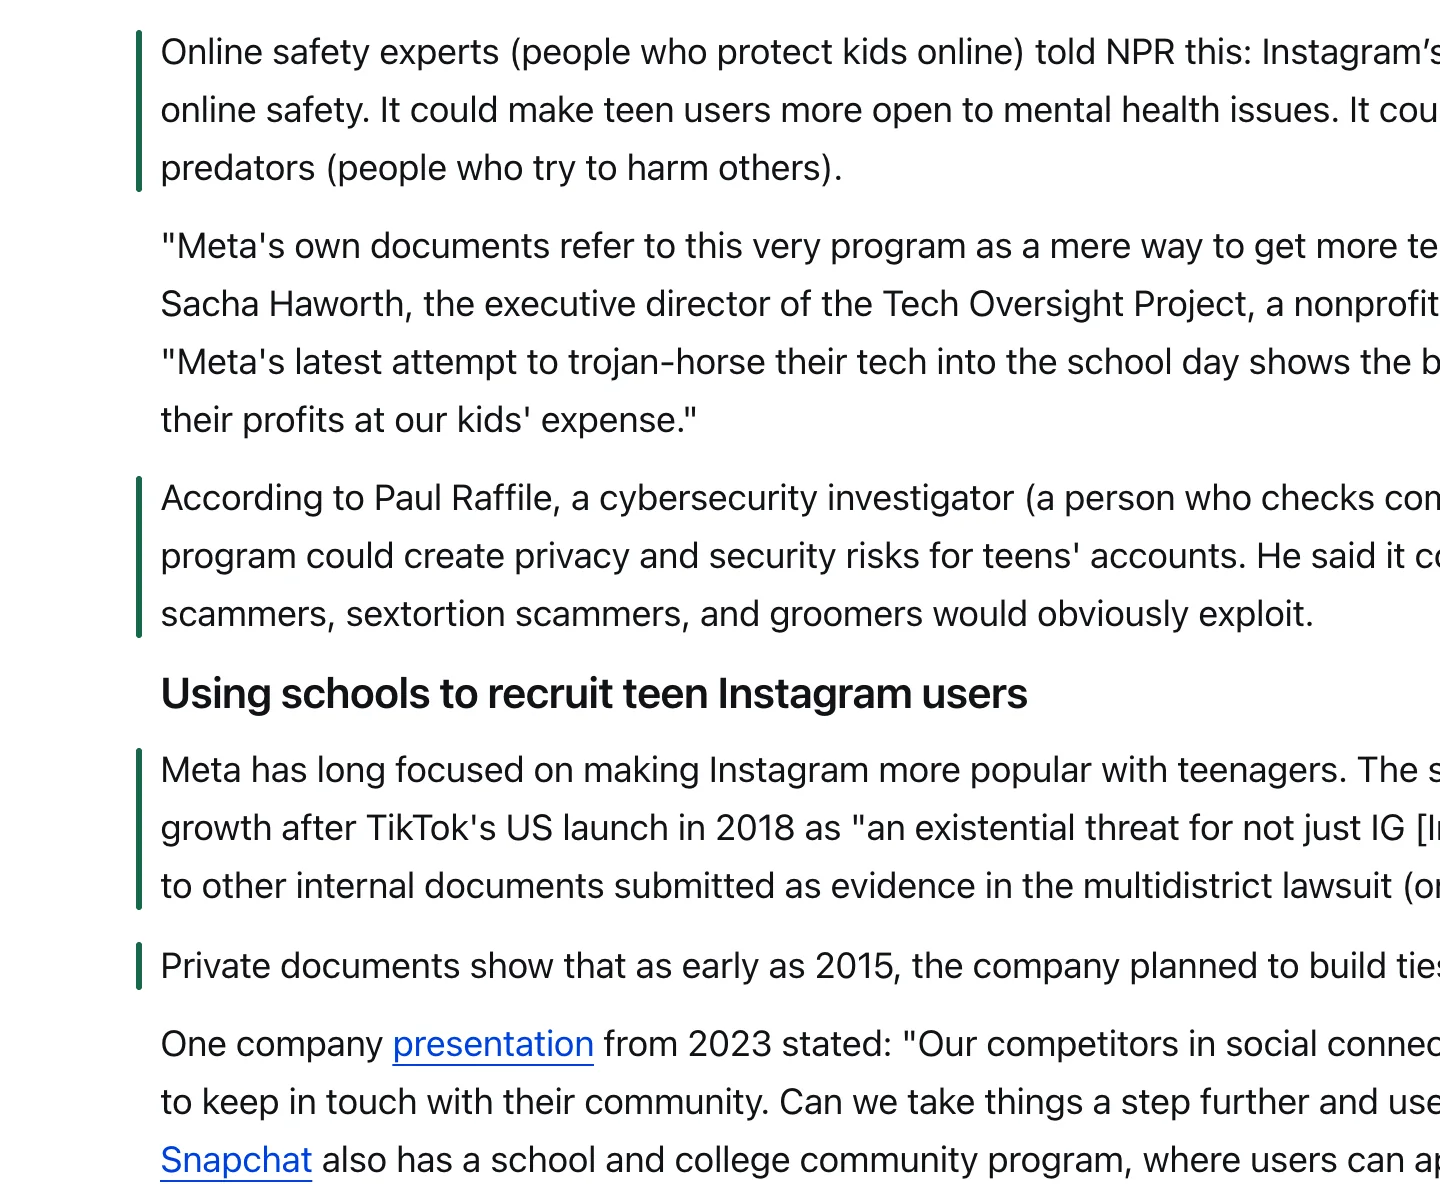 Online safety experts (people who protect kids online) told NPR this: Instagram's
online safety. It could make teen users more open to mental health issues. It cou
predators (people who try to harm others).
"Meta's own documents refer to this very program as a mere way to get more te
Sacha Haworth, the executive director of the Tech Oversight Project, a nonprofit
"Meta's latest attempt to trojan-horse their tech into the school day shows the b
their profits at our kids' expense."
According to Paul Raffile, a cybersecurity investigator (a person who checks com
program could create privacy and security risks for teens' accounts. He said it co
scammers, sextortion scammers, and groomers would obviously exploit.
Using schools to recruit teen Instagram users
Meta has long focused on making Instagram more popular with teenagers. The s
growth after TikTok's US launch in 2018 as "an existential threat for not just IG [I
to other internal documents submitted as evidence in the multidistrict lawsuit (or
Private documents show that as early as 2015, the company planned to build ties
One company presentation from 2023 stated: "Our competitors in social connec
to keep in touch with their community. Can we take things a step further and use
Snapchat also has a school and college community program, where users can ap